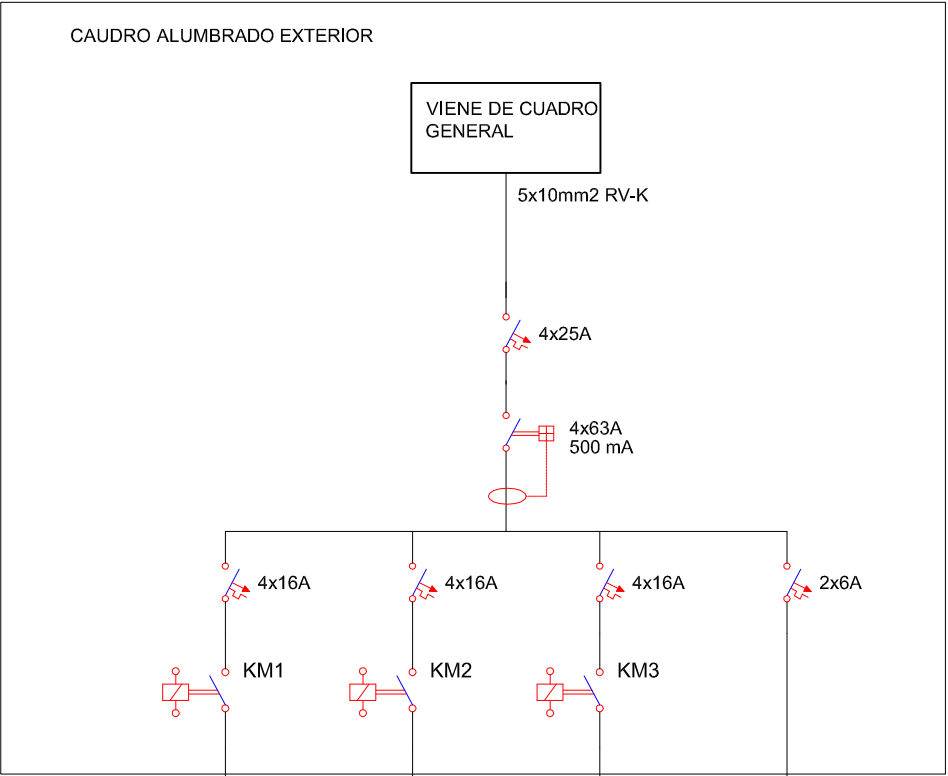 CAUDRO ALUMBRADO EXTERIOR
VIENE DE CUADRO
GENERAL
5x10mm2 RV-K
4x25A
4x63A
500 mA
4x16A
4x16A
4x16A
2x6A
KM1
KM2
KM3